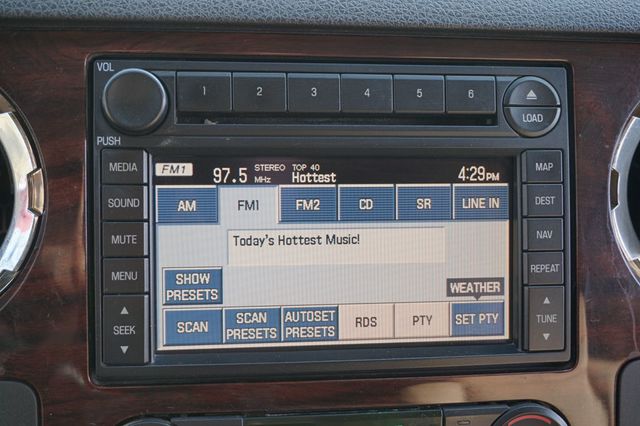 VOL
1 2 3 4 5 6
LOAD
PUSH
MEDIA
SOUND
MUTE
MENU
SEEK
FM1 97.5 MHz STEREO TOP 40 Hottest 4:29PM
AM FM1 FM2 CD SR LINE IN
Today's Hottest Music!
SHOW PRESETS
WEATHER
SCAN SCAN PRESETS AUTOSET PRESETS RDS PTY SET PTY
MAP
DEST
NAV
REPEAT
TUNE